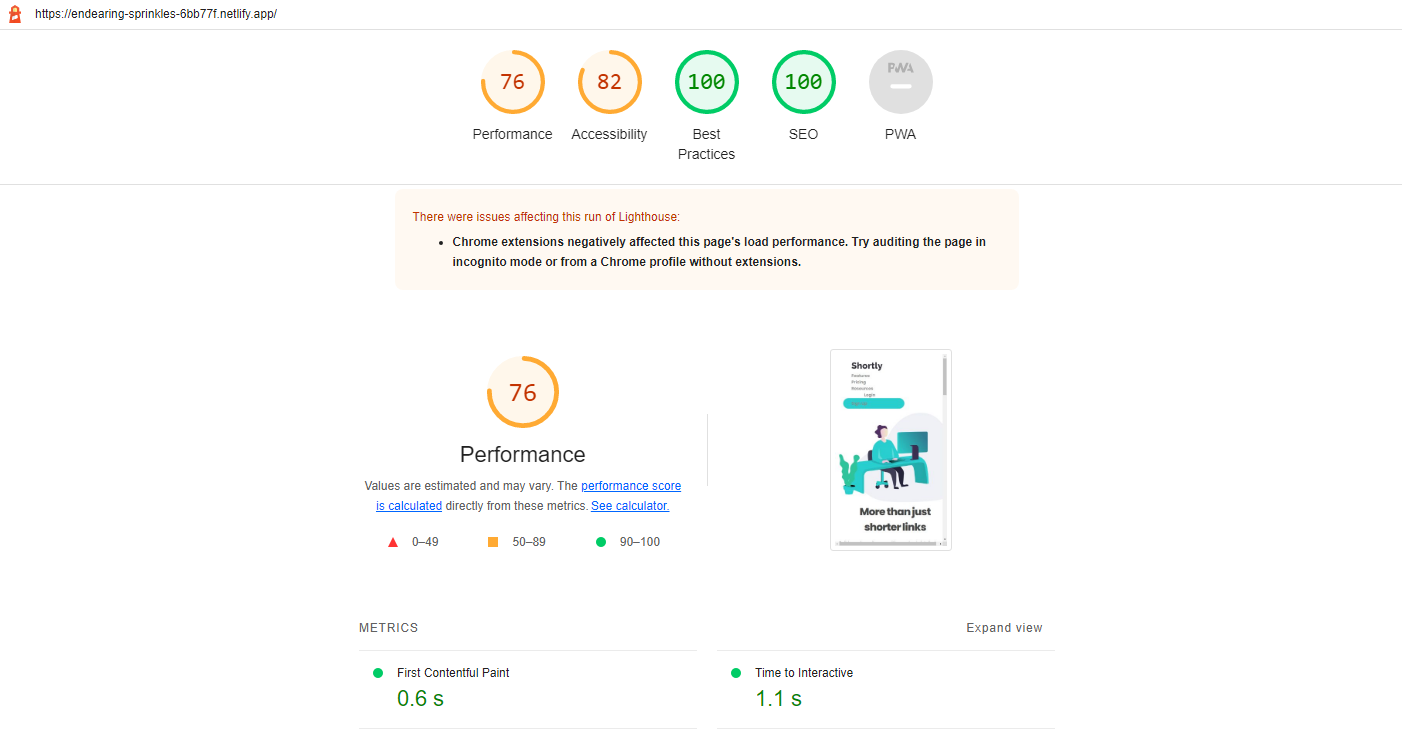 https://endearing-sprinkles-6bb77f.netlify.app/
76
82
100
100
PWA
Performance
Accessibility
Best
Practices
SEO
PWA
There were issues affecting this run of Lighthouse:
Chrome extensions negatively affected this page's load performance. Try auditing the page in
incognito mode or from a Chrome profile without extensions.
76
Performance
Values are estimated and may vary. The performance score
is calculated directly from these metrics. See calculator.
0–49
50–89
90–100
Shortly
Features
Pricing
Resources
Login
More than just
shorter links
METRICS
Expand view
First Contentful Paint
0.6 s
Time to Interactive
1.1 s